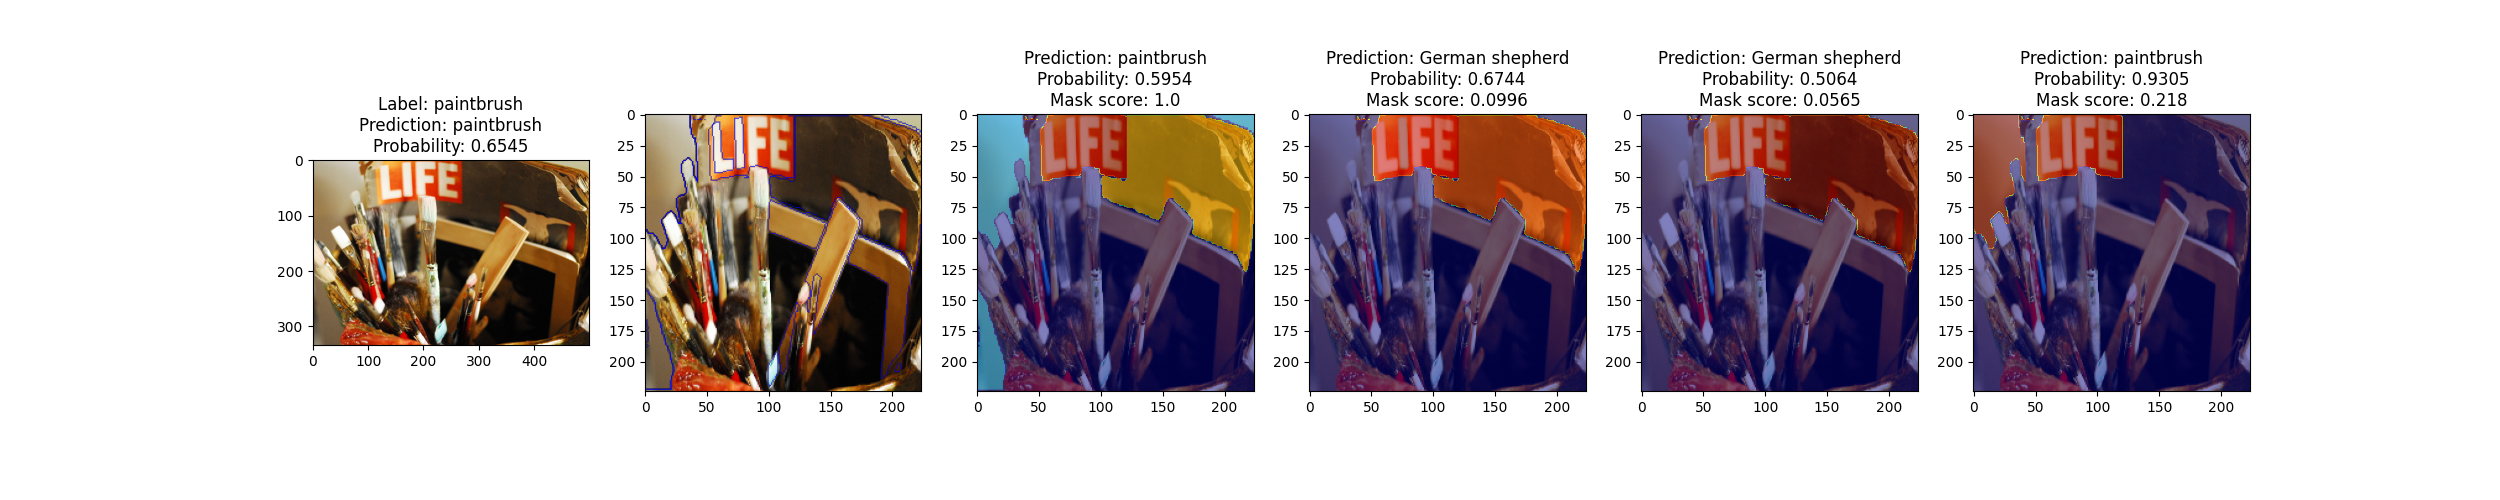 Label: paintbrush
Prediction: paintbrush
Probability: 0.6545
0
100
200
300
0 100 200 300 400
LIFE
0
25
50
75
100
125
150
175
200
0 50 100 150 200
LIFE
Prediction: paintbrush
Probability: 0.5954
Mask score: 1.0
0
25
50
75
100
125
150
175
200
0 50 100 150 200
LIFE
Prediction: German shepherd
Probability: 0.6744
Mask score: 0.0996
0
25
50
75
100
125
150
175
200
0 50 100 150 200
LIFE
Prediction: German shepherd
Probability: 0.5064
Mask score: 0.0565
0
25
50
75
100
125
150
175
200
0 50 100 150 200
LIFE
Prediction: paintbrush
Probability: 0.9305
Mask score: 0.218
0
25
50
75
100
125
150
175
200
0 50 100 150 200
LIFE